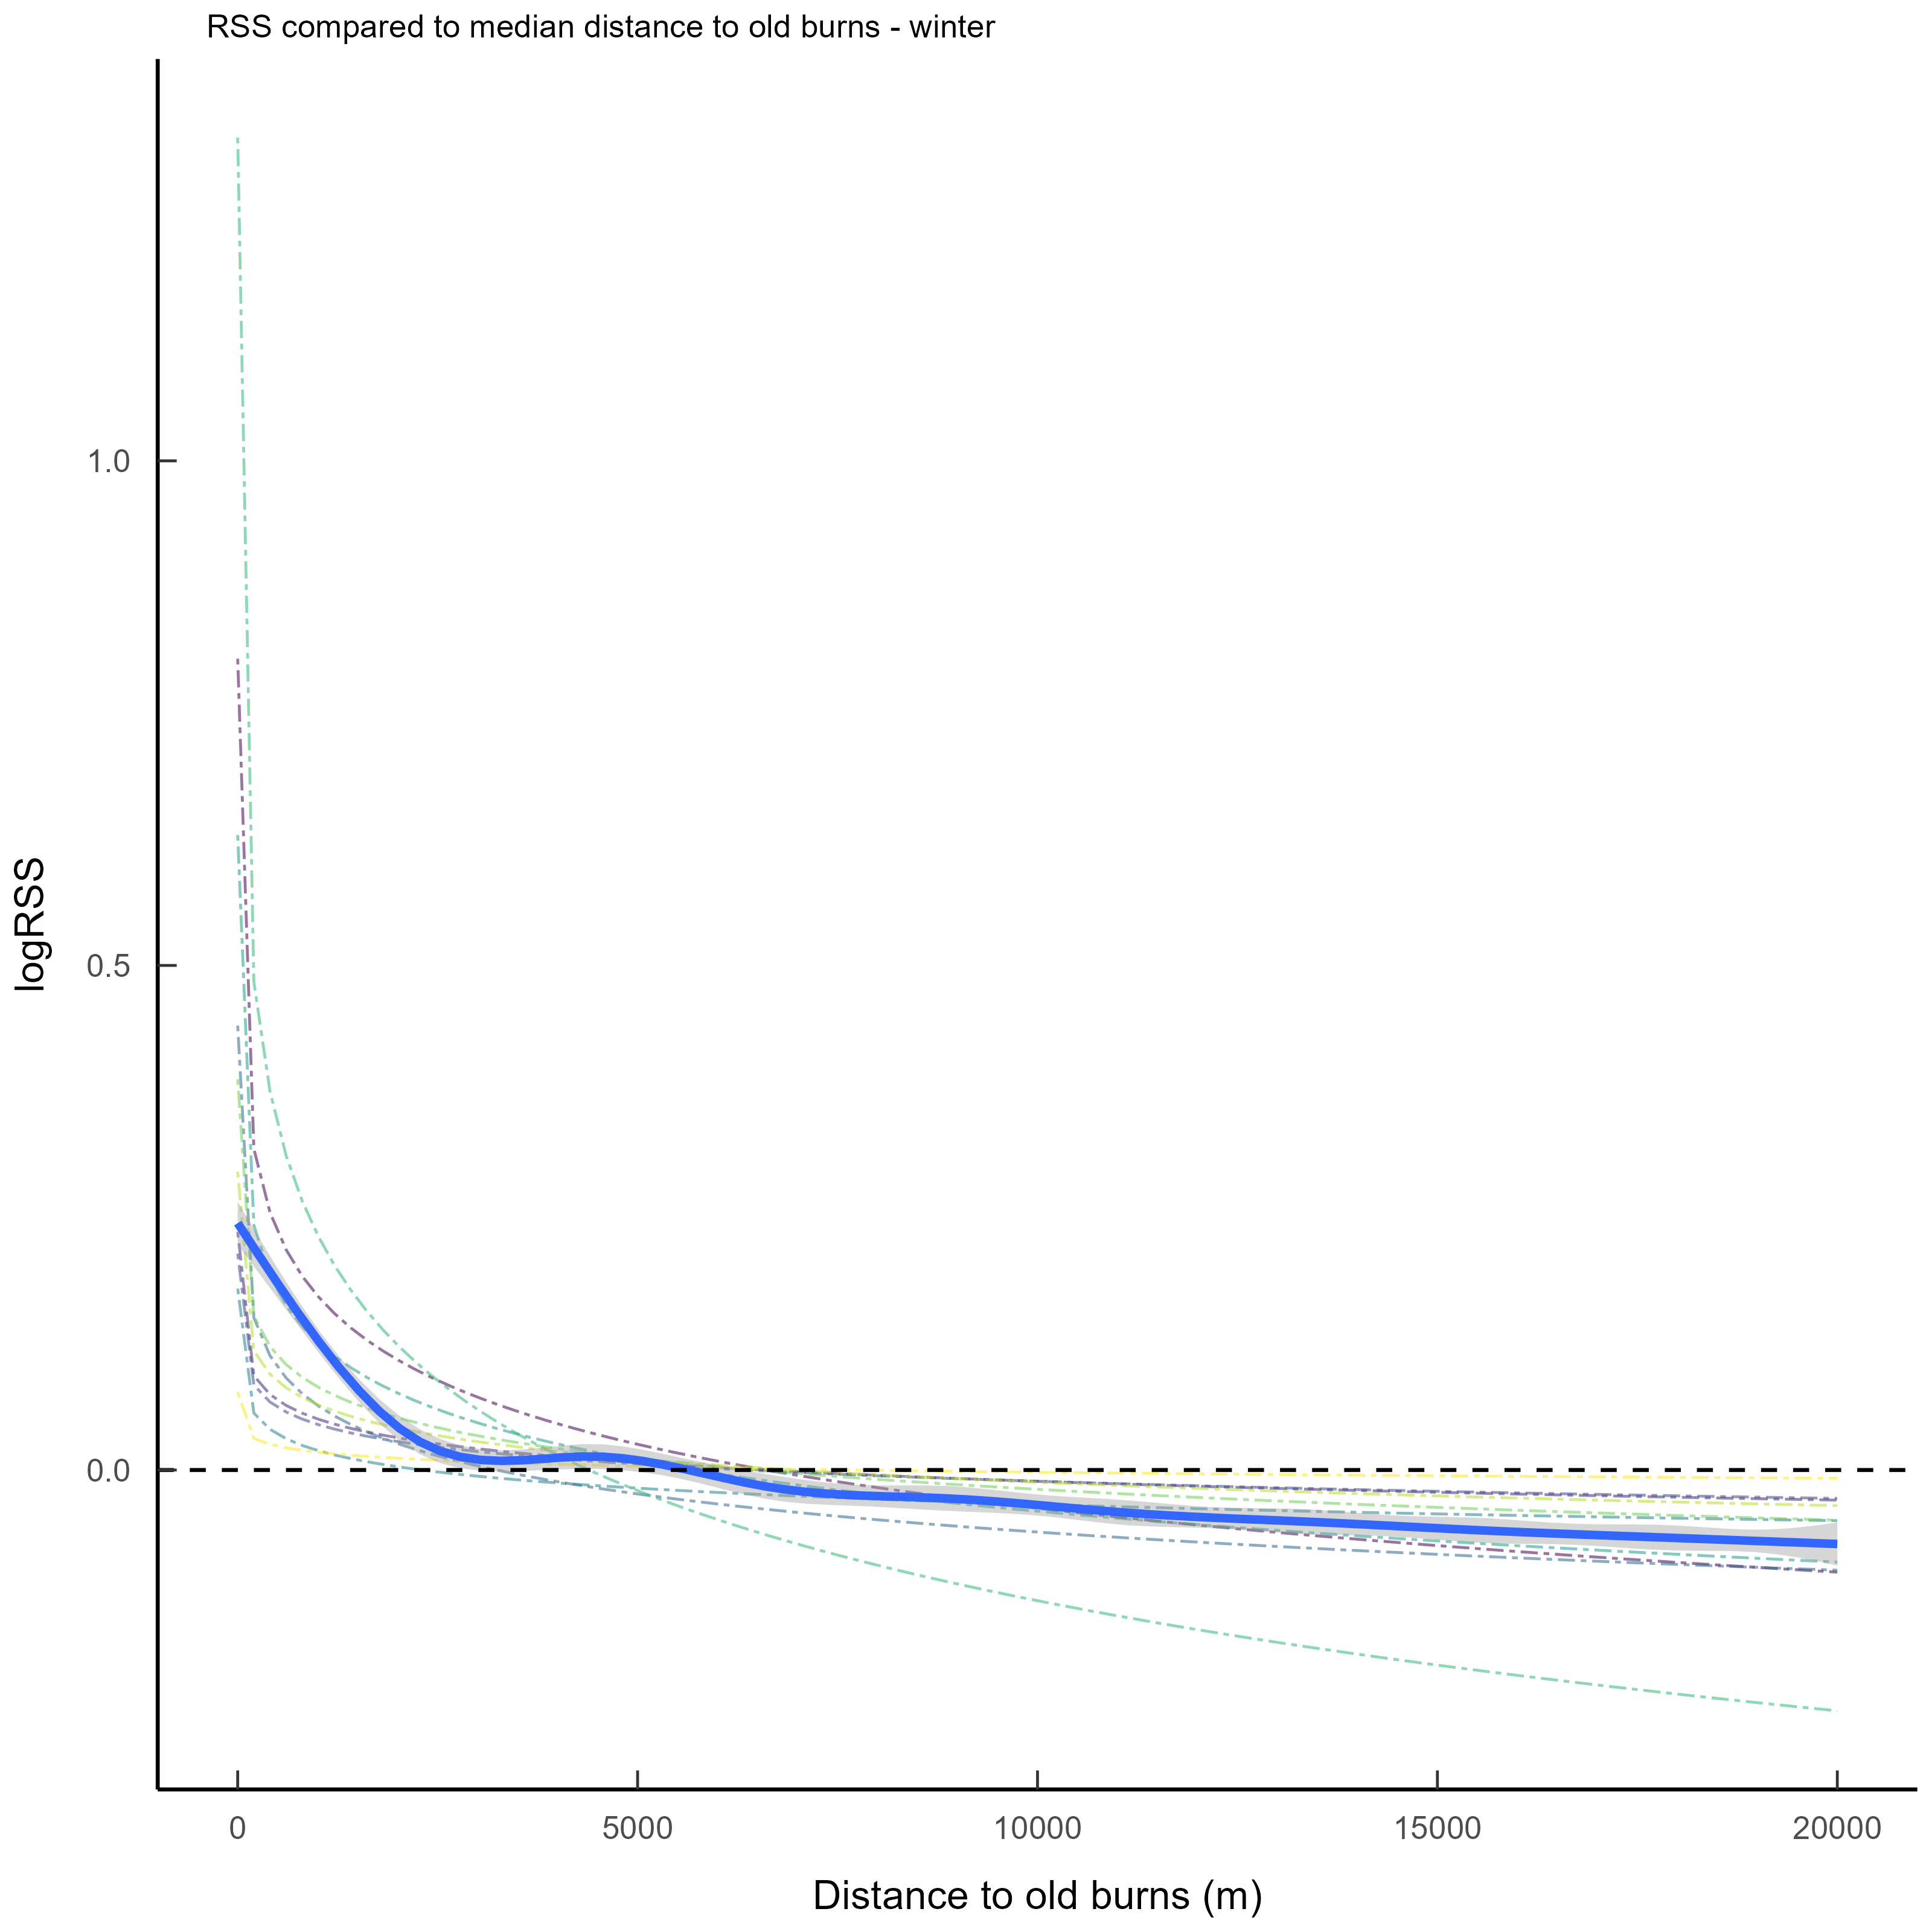 RSS compared to median distance to old burns - winter
logRSS
1.0
0.5
0.0
0 5000 10000 15000 20000
Distance to old burns (m)